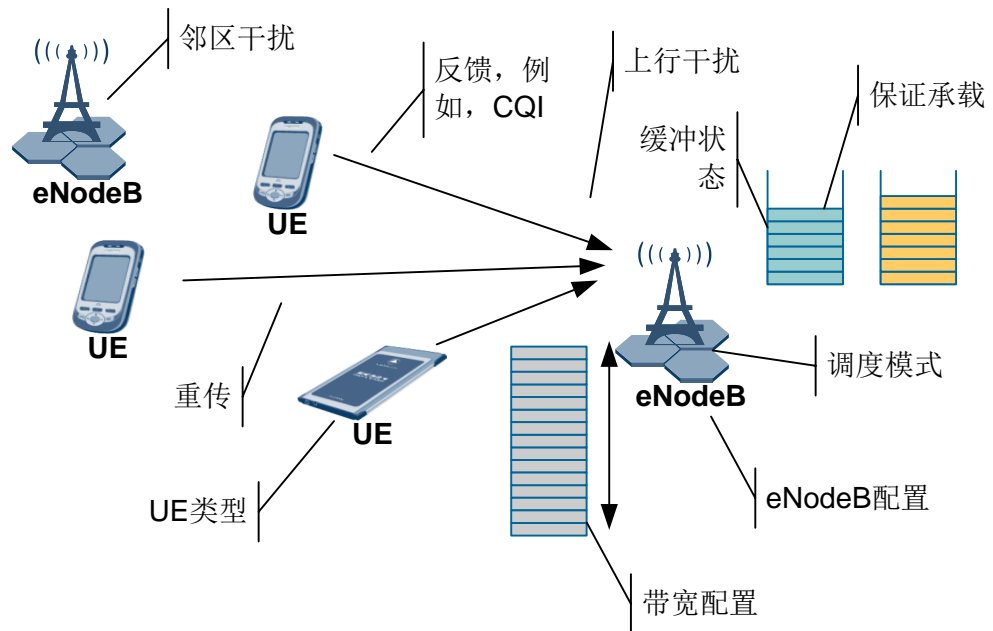 邻区干扰
反馈，例
如，CQI
上行干扰
保证承载
缓冲状
态
eNodeB
UE
UE
重传
UE
UE类型
eNodeB
调度模式
eNodeB配置
带宽配置